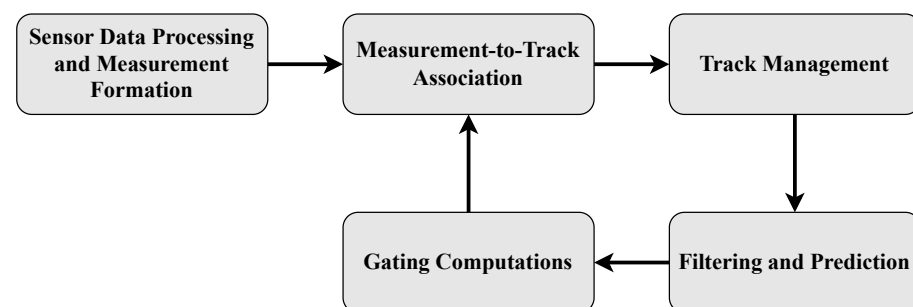 Sensor Data Processing
and Measurement
Formation
Measurement-to-Track
Association
Track Management
Gating Computations
Filtering and Prediction